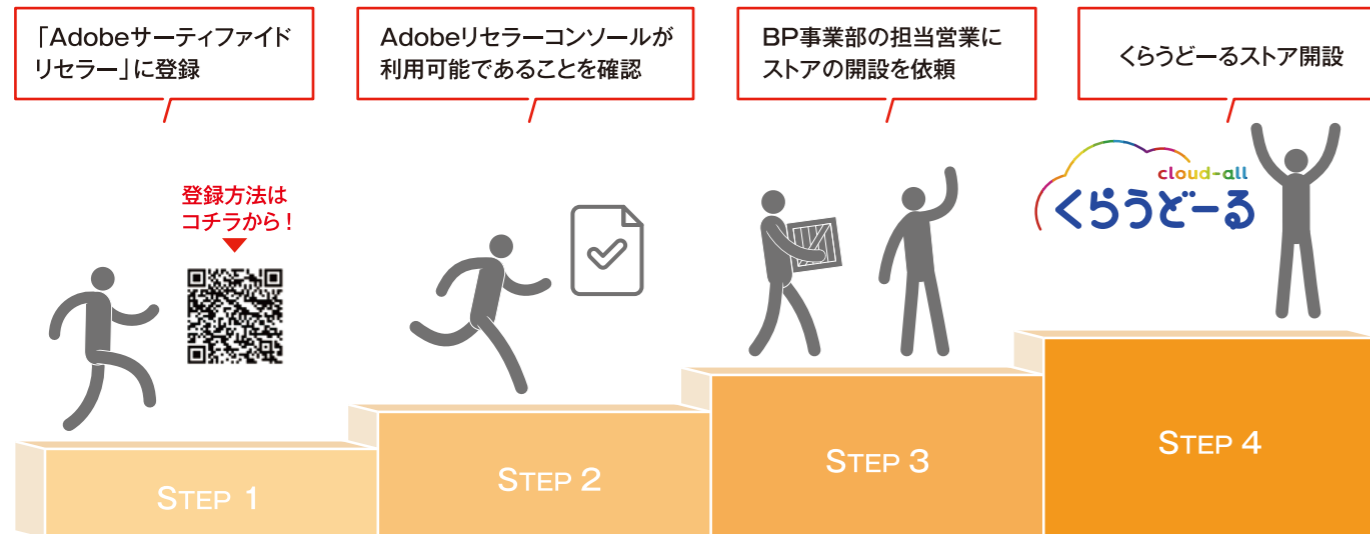 「Adobeサーティファイド
リセラー」に登録
Adobeリセラーコンソールが
利用可能であることを確認
BP事業部の担当営業に
ストアの開設を依頼
くらうどーるストア開設
登録方法は
コチラから！
cloud-all
くらうどーる
STEP 1
STEP 2
STEP 3
STEP 4